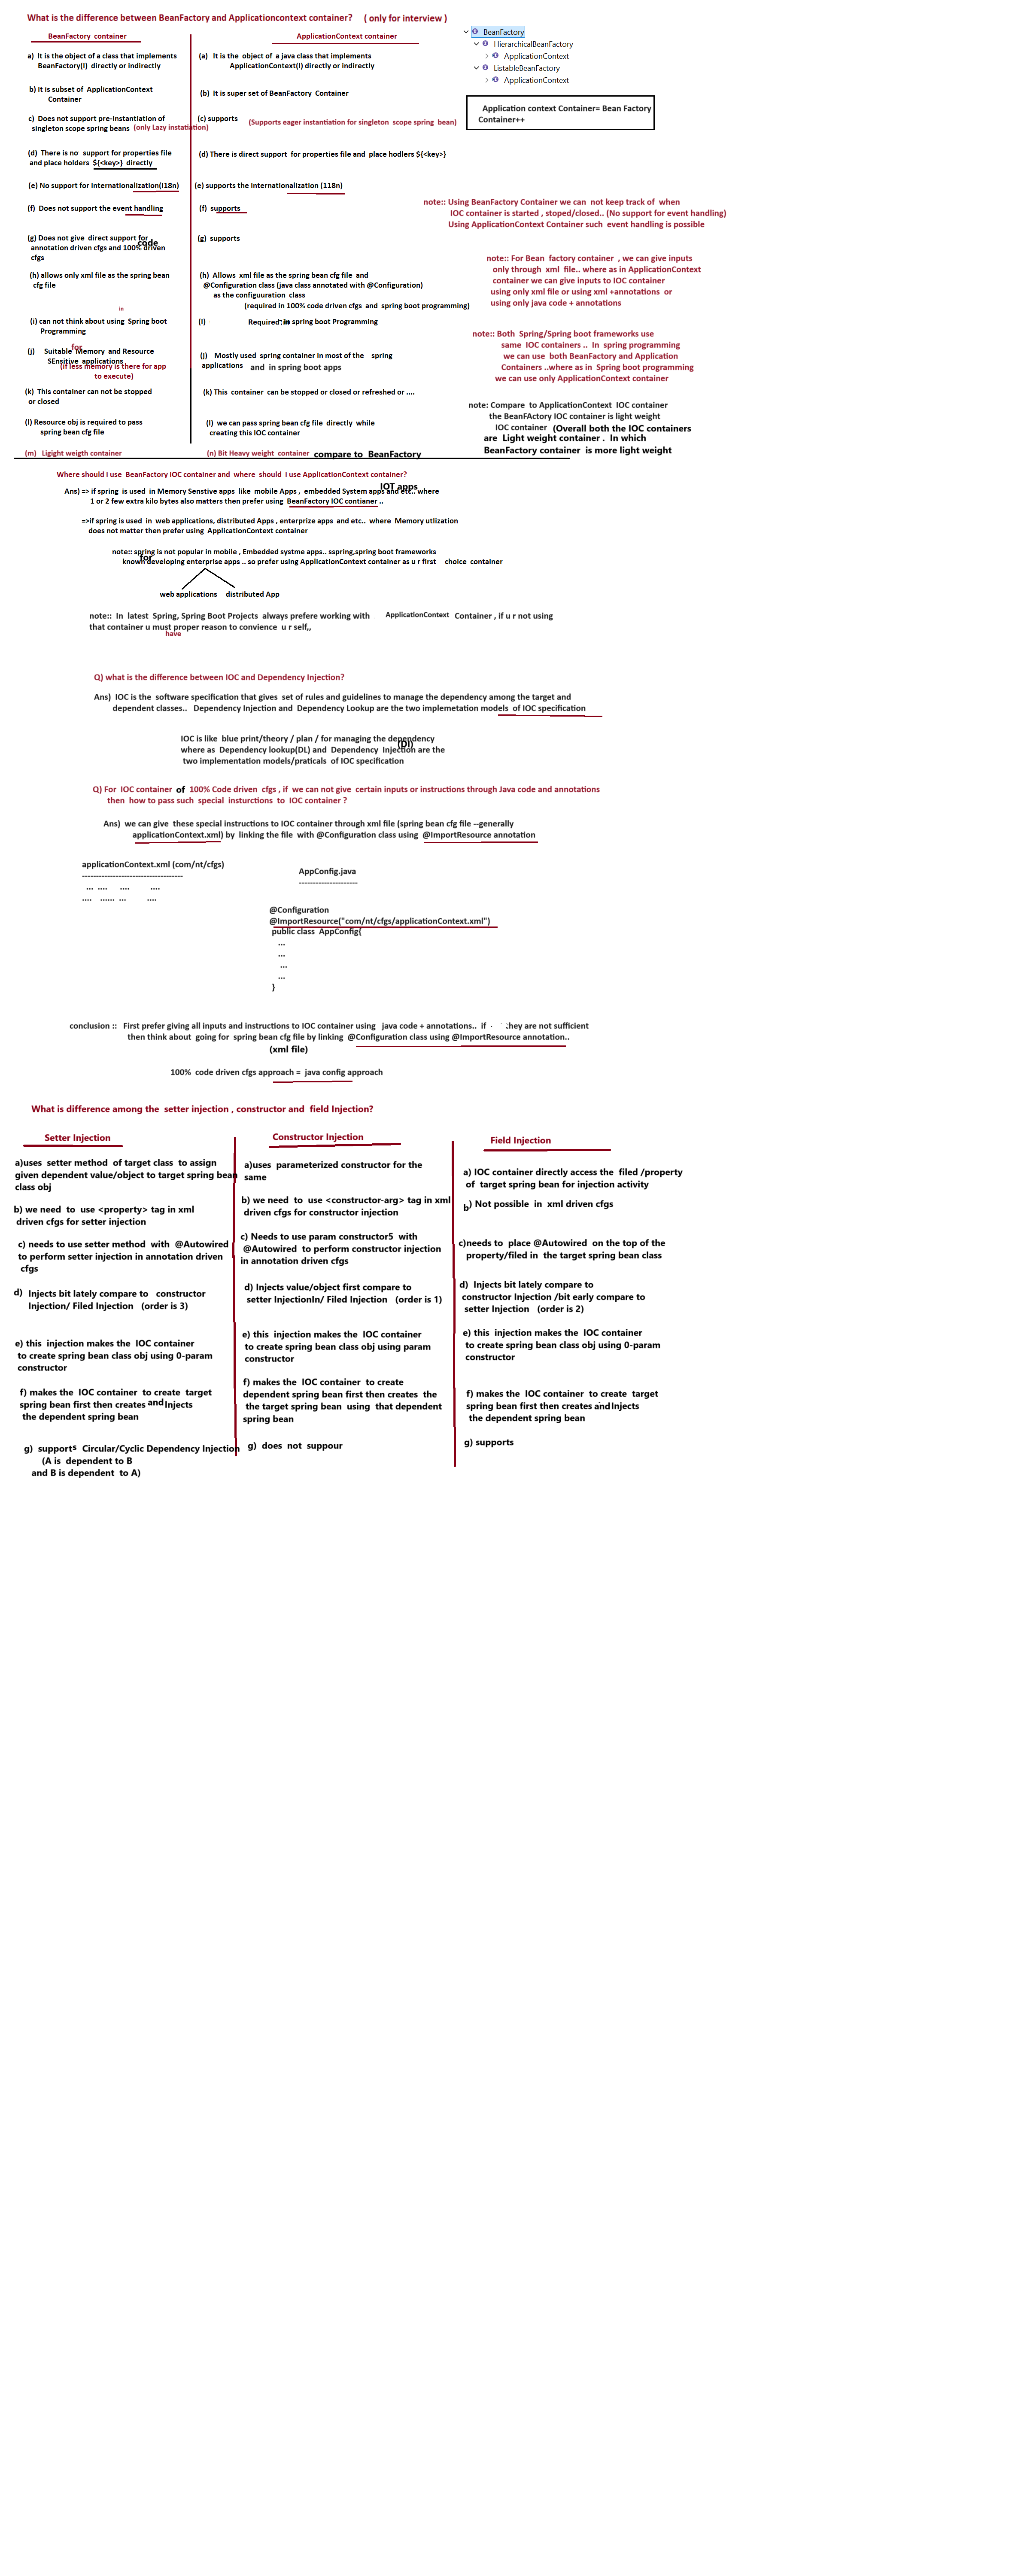 What is the difference between BeanFactory and Applicationcontext container? ( only for interview )
BeanFactory container
a) It is the object of a class that implements
BeanFactory(I) directly or indirectly
b) It is subset of ApplicationContext
Container
c) Does not support pre-instantiation of
singleton scope spring beans (only Lazy instatiation)
(d) There is no support for properties file
and place holders ${<key>} directly
(e) No support for Internationalization(I18n)
(f) Does not support the event handling
(g) Does not give direct support for
code
annotation driven cfgs and 100% driven
cfgs
(h) allows only xml file as the spring bean
cfg file
in
(i) can not think about using Spring boot
Programming
for
(j) Suitable Memory and Resource
SEnsitive applications
(if less memory is there for app
to execute)
(k) This container can not be stopped
or closed
(l) Resource obj is required to pass
spring bean cfg file
(m) Ligight weigth container
ApplicationContext container
(a) It is the object of a java class that implements
ApplicationContext(I) directly or indirectly
(b) It is super set of BeanFactory Container
(c) supports (Supports eager instantiation for singleton scope spring bean)
(d) There is direct support for properties file and place hodlers ${<key>}
(e) supports the Internationalization (118n)
(f) supports
(g) supports
(h) Allows xml file as the spring bean cfg file and
@Configuration class (java class annotated with @Configuration)
as the configuuration class
(required in 100% code driven cfgs and spring boot programming)
(i) Required in spring boot Programming
(j) Mostly used spring container in most of the spring
applications and in spring boot apps
(k) This container can be stopped or closed or refreshed or ....
(l) we can pass spring bean cfg file directly while
creating this IOC container
(n) Bit Heavy weight container compare to BeanFactory
BeanFactory
HierarchicalBeanFactory
ApplicationContext
ListableBeanFactory
ApplicationContext
Application context Container= Bean Factory
Container++
note:: Using BeanFactory Container we can not keep track of when
IOC container is started , stoped/closed.. (No support for event handling)
Using ApplicationContext Container such event handling is possible
note:: For Bean factory container , we can give inputs
only through xml file.. where as in ApplicationContext
container we can give inputs to IOC container
using only xml file or using xml +annotations or
using only java code + annotations
note:: Both Spring/Spring boot frameworks use
same IOC containers .. In spring programming
we can use both BeanFactory and Application
Containers ..where as in Spring boot programming
we can use only ApplicationContext container
note: Compare to ApplicationContext IOC container
the BeanFActory IOC container is light weight
IOC container (Overall both the IOC containers
are Light weight container . In which
BeanFactory container is more light weight
Where should i use BeanFactory IOC container and where should i use ApplicationContext container?
IOT apps
Ans) => if spring is used in Memory Senstive apps like mobile Apps , embedded System apps and etc.. where
1 or 2 few extra kilo bytes also matters then prefer using BeanFactory IOC contianer ..
=>if spring is used in web applications, distributed Apps , enterprize apps and etc.. where Memory utlization
does not matter then prefer using ApplicationContext container
note:: spring is not popular in mobile , Embedded systme apps.. sspring,spring boot frameworks
for
known developing enterprise apps .. so prefer using ApplicationContext container as u r first choice container
web applications distributed App
note:: In latest Spring, Spring Boot Projects always prefere working with ApplicationContext Container , if u r not using
that container u must proper reason to convience u r self,,
have
Q) what is the difference between IOC and Dependency Injection?
Ans) IOC is the software specification that gives set of rules and guidelines to manage the dependency among the target and
dependent classes.. Dependency Injection and Dependency Lookup are the two implemetation models of IOC specification
IOC is like blue print/theory / plan / for managing the dependency
(DI)
where as Dependency lookup(DL) and Dependency Injection are the
two implementation models/praticals of IOC specification
Q) For IOC container of 100% Code driven cfgs , if we can not give certain inputs or instructions through Java code and annotations
then how to pass such special insturctions to IOC container ?
Ans) we can give these special instructions to IOC container through xml file (spring bean cfg file --generally
applicationContext.xml) by linking the file with @Configuration class using @ImportResource annotation
applicationContext.xml (com/nt/cfgs)
------------------------------------
... .... .... ....
.... ...... ... ....
AppConfig.java
---------------------
@Configuration
@ImportResource("com/nt/cfgs/applicationContext.xml")
public class AppConfig{
...
...
...
...
}
conclusion :: First prefer giving all inputs and instructions to IOC container using java code + annotations.. if they are not sufficient
then think about going for spring bean cfg file by linking @Configuration class using @ImportResource annotation..
(xml file)
100% code driven cfgs approach = java config approach
What is difference among the setter injection , constructor and field Injection?
Setter Injection
a)uses setter method of target class to assign
given dependent value/object to target spring bean
class obj
b) we need to use <property> tag in xml
driven cfgs for setter injection
c) needs to use setter method with @Autowired
to perform setter injection in annotation driven
cfgs
d) Injects bit lately compare to constructor
Injection/ Filed Injection (order is 3)
e) this injection makes the IOC container
to create spring bean class obj using 0-param
constructor
f) makes the IOC container to create target
spring bean first then creates and Injects
the dependent spring bean
g) supports Circular/Cyclic Dependency Injection
(A is dependent to B
and B is dependent to A)
Constructor Injection
a)uses parameterized constructor for the
same
b) we need to use <constructor-arg> tag in xml
driven cfgs for constructor injection
c) Needs to use param constructor5 with
@Autowired to perform constructor injection
in annotation driven cfgs
d) Injects value/object first compare to
setter InjectionIn/ Filed Injection (order is 1)
e) this injection makes the IOC container
to create spring bean class obj using param
constructor
f) makes the IOC container to create
dependent spring bean first then creates the
the target spring bean using that dependent
spring bean
g) does not suppour
Field Injection
a) IOC container directly access the filed /property
of target spring bean for injection activity
b) Not possible in xml driven cfgs
c)needs to place @Autowired on the top of the
property/filed in the target spring bean class
d) Injects bit lately compare to
constructor Injection /bit early compare to
setter Injection (order is 2)
e) this injection makes the IOC container
to create spring bean class obj using 0-param
constructor
f) makes the IOC container to create target
spring bean first then creates and Injects
the dependent spring bean
g) supports